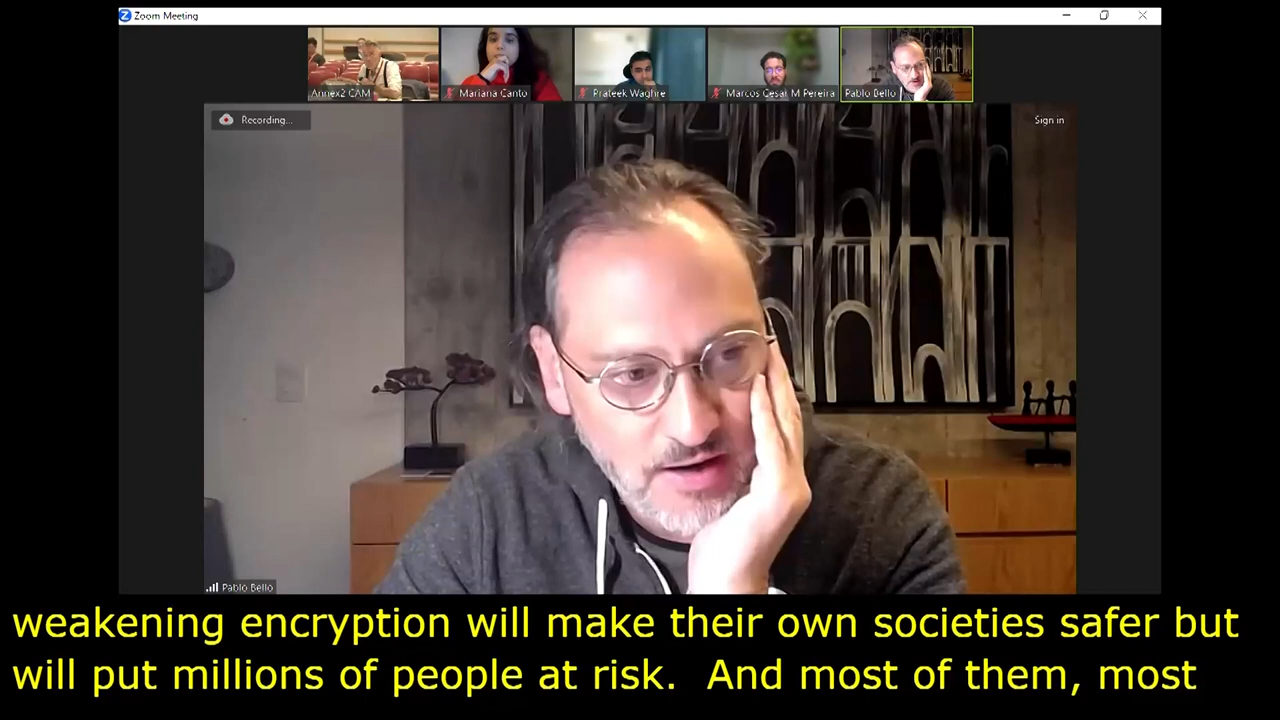 Zoom Meeting
Annex2 CAM
Mariana Canto
Prateek Waghre
Marcos Cesar M Pereira
Pablo Bello
Recording...
Sign in
Pablo Bello
weakening encryption will make their own societies safer but
will put millions of people at risk.  And most of them, most